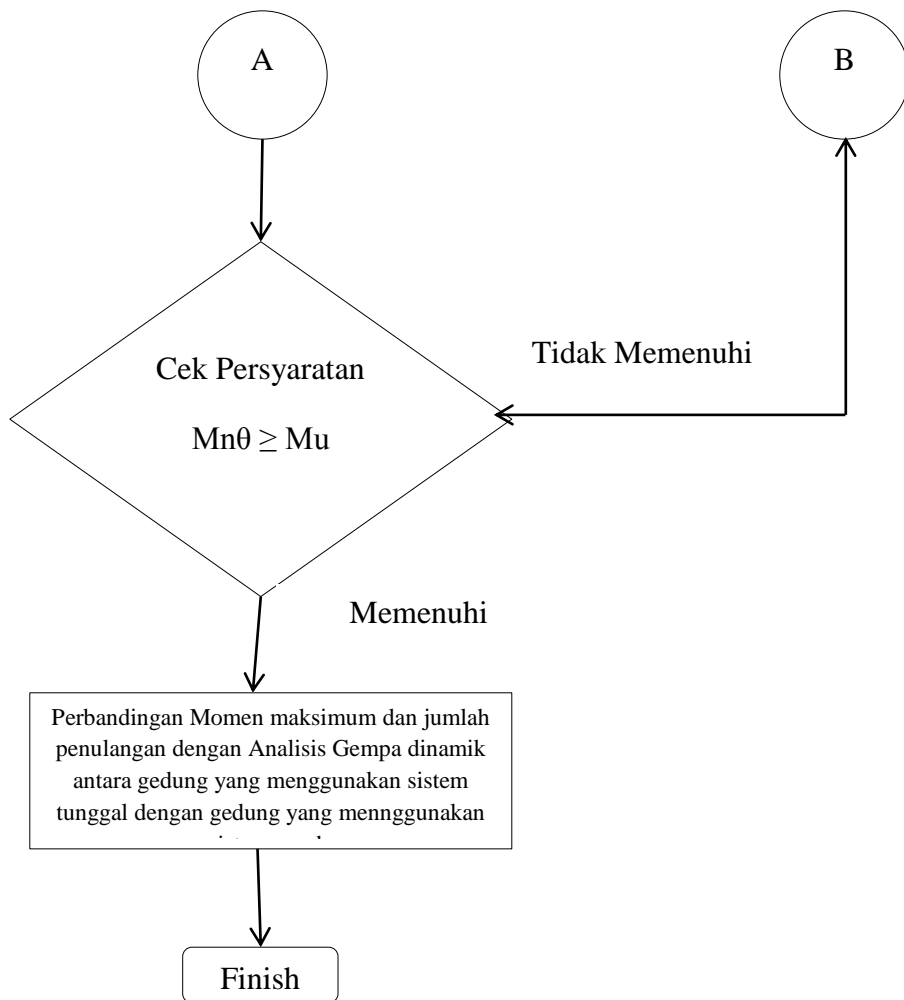 A
B
Cek Persyaratan
Tidak Memenuhi
Mnθ ≥ Mu
Memenuhi
Perbandingan Momen maksimum dan jumlah
penulangan dengan Analisis Gempa dinamik
antara gedung yang menggunakan sistem
tunggal dengan gedung yang mennggunakan
Finish